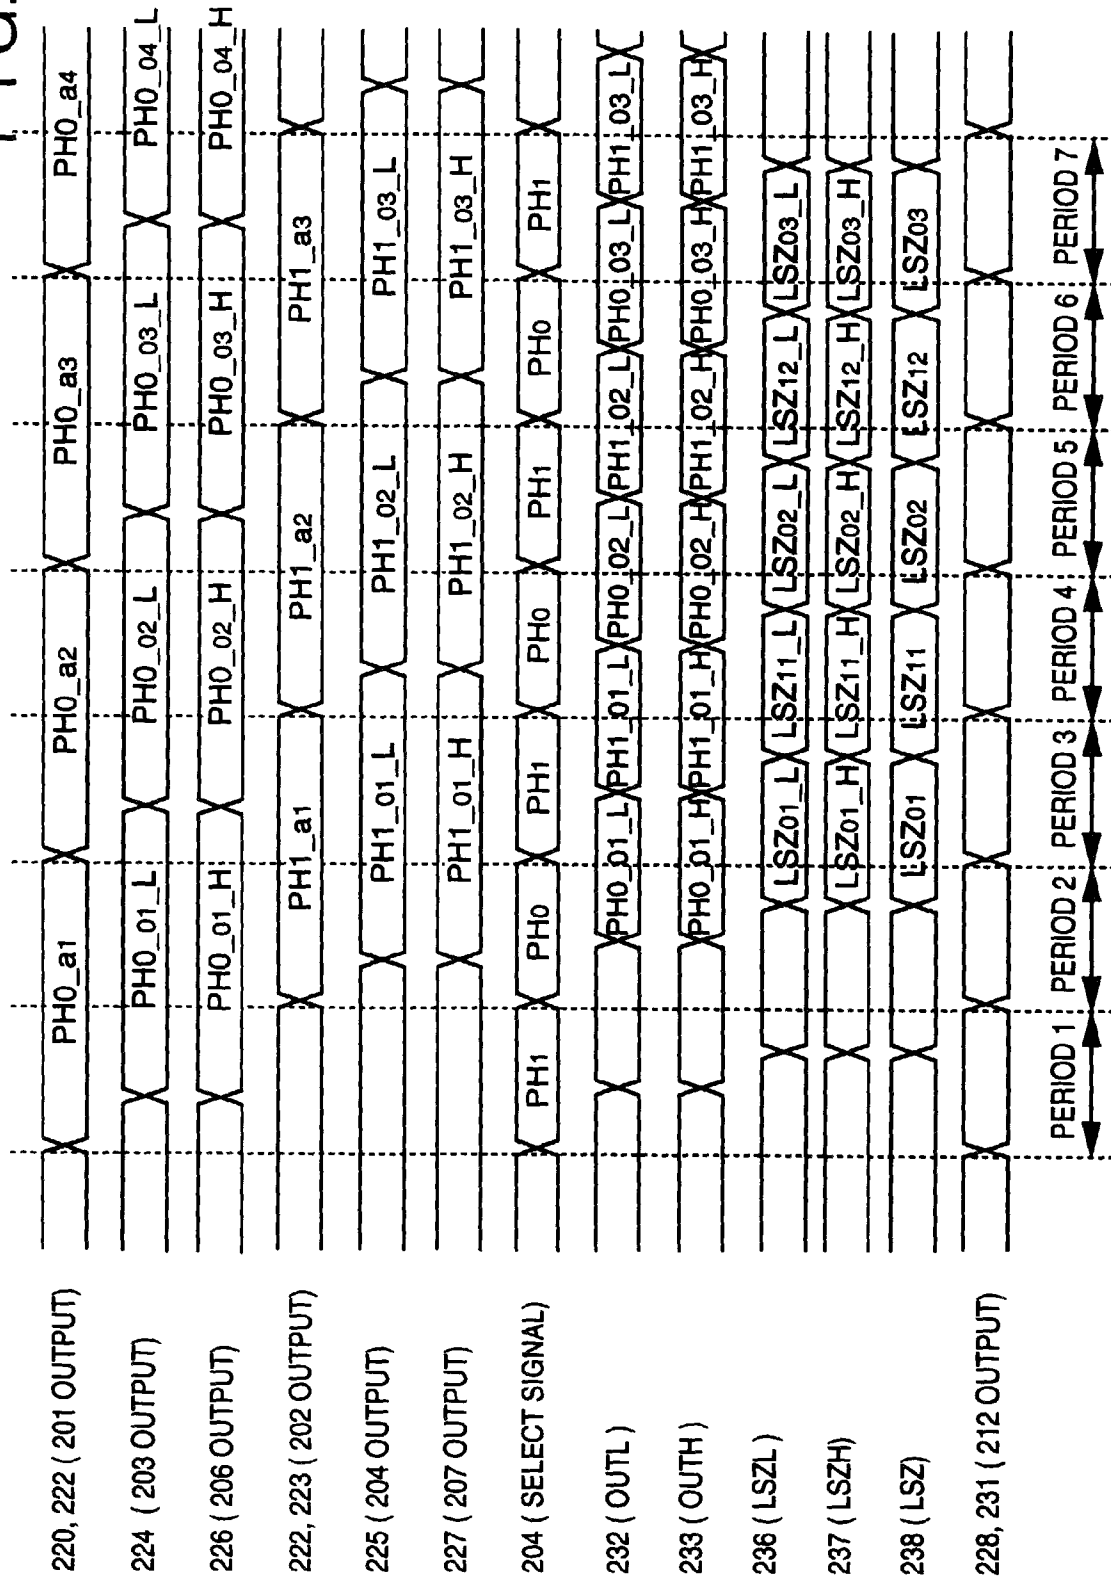 220, 222 ( 201 OUTPUT) PH0_a1 PH0_a2 PH0_a3 PH0_a4
224 ( 203 OUTPUT) PH0_01_L PH0_02_L PH0_03_L PH0_04_L
226 ( 206 OUTPUT) PH0_01_H PH0_02_H PH0_03_H PH0_04_H
222, 223 ( 202 OUTPUT) PH1_a1 PH1_a2 PH1_a3
225 ( 204 OUTPUT) PH1_01_L PH1_02_L PH1_03_L
227 ( 207 OUTPUT) PH1_01_H PH1_02_H PH1_03_H
204 ( SELECT SIGNAL) PH1 PH0 PH1 PH0 PH1 PH0 PH1
232 ( OUTL ) PH0_01_L PH1_01_L PH0_02_L PH1_02_L PH0_03_L PH1_03_L
233 ( OUTH ) PH0_01_H PH1_01_H PH0_02_H PH1_02_H PH0_03_H PH1_03_H
236 ( LSZL ) LSZ01_L LSZ11_L LSZ02_L LSZ12_L LSZ03_L
237 ( LSZH) LSZ01_H LSZ11_H LSZ02_H LSZ12_H LSZ03_H
238 ( LSZ) LSZ01 LSZ11 LSZ02 LSZ12 LSZ03
228, 231 ( 212 OUTPUT)
PERIOD 1 PERIOD 2 PERIOD 3 PERIOD 4 PERIOD 5 PERIOD 6 PERIOD 7